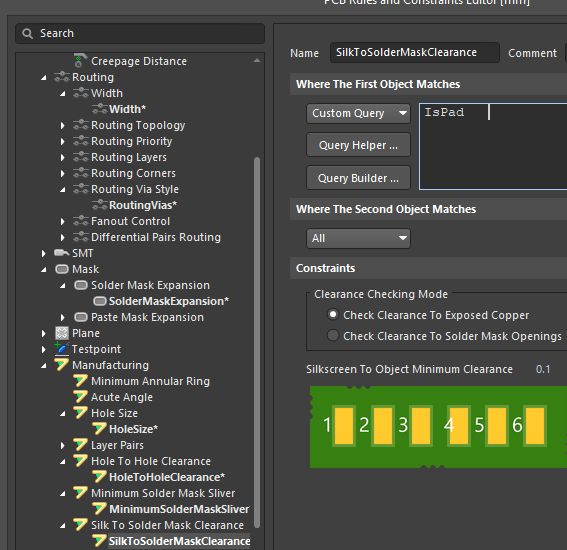 PCB Rules and Constraints Editor [mm]
Search
Creepage Distance
Routing
Width
Width*
Routing Topology
Routing Priority
Routing Layers
Routing Corners
Routing Via Style
RoutingVias*
Fanout Control
Differential Pairs Routing
SMT
Mask
Solder Mask Expansion
SolderMaskExpansion*
Paste Mask Expansion
Plane
Testpoint
Manufacturing
Minimum Annular Ring
Acute Angle
Hole Size
HoleSize*
Layer Pairs
Hole To Hole Clearance
HoleToHoleClearance*
Minimum Solder Mask Sliver
MinimumSolderMaskSliver
Silk To Solder Mask Clearance
SilkToSolderMaskClearance
Name SilkToSolderMaskClearance Comment
Where The First Object Matches
Custom Query
IsPad
Query Helper ...
Query Builder ...
Where The Second Object Matches
All
Constraints
Clearance Checking Mode
Check Clearance To Exposed Copper
Check Clearance To Solder Mask Openings
Silkscreen To Object Minimum Clearance 0.1
1 2 3 4 5 6